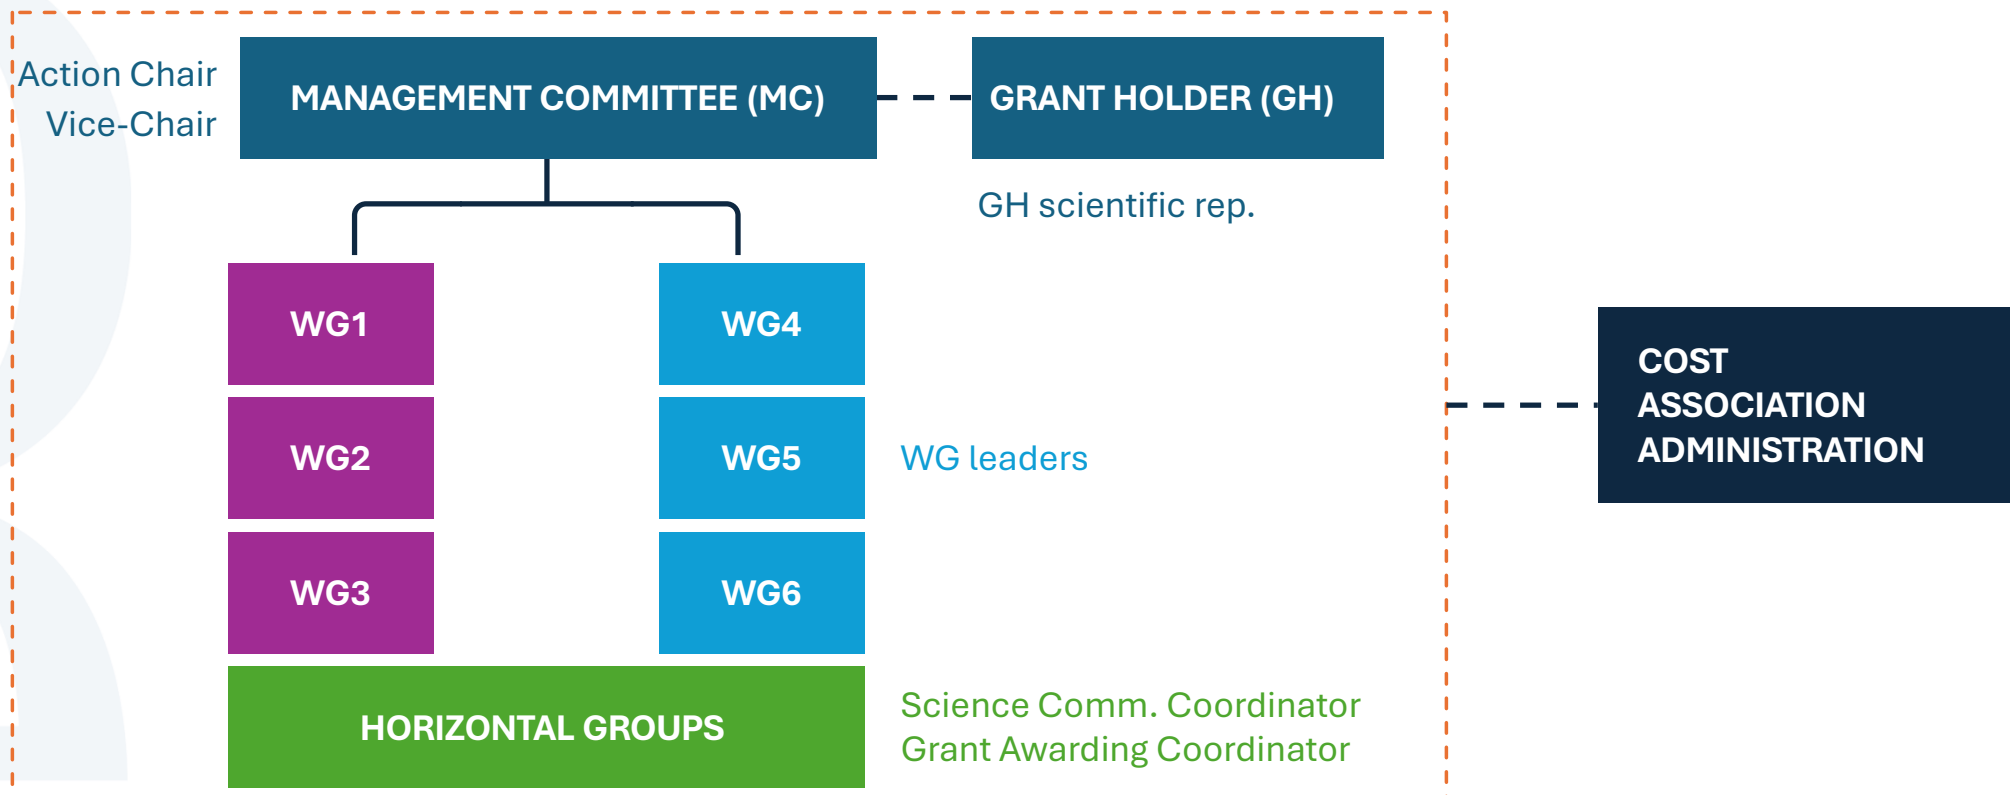 Action Chair
Vice-Chair
MANAGEMENT COMMITTEE (MC)
GRANT HOLDER (GH)
GH scientific rep.
WG1
WG4
WG2
WG5
WG leaders
WG3
WG6
HORIZONTAL GROUPS
Science Comm. Coordinator
Grant Awarding Coordinator
COST
ASSOCIATION
ADMINISTRATION